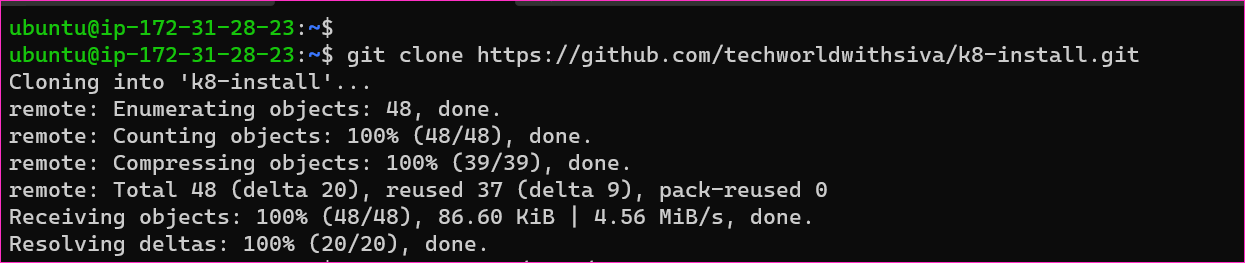 ubuntu@ip-172-31-28-23:~$
ubuntu@ip-172-31-28-23:~$ git clone https://github.com/techworldwithsiva/k8-install.git
Cloning into 'k8-install'...
remote: Enumerating objects: 48, done.
remote: Counting objects: 100% (48/48), done.
remote: Compressing objects: 100% (39/39), done.
remote: Total 48 (delta 20), reused 37 (delta 9), pack-reused 0
Receiving objects: 100% (48/48), 86.60 KiB | 4.56 MiB/s, done.
Resolving deltas: 100% (20/20), done.